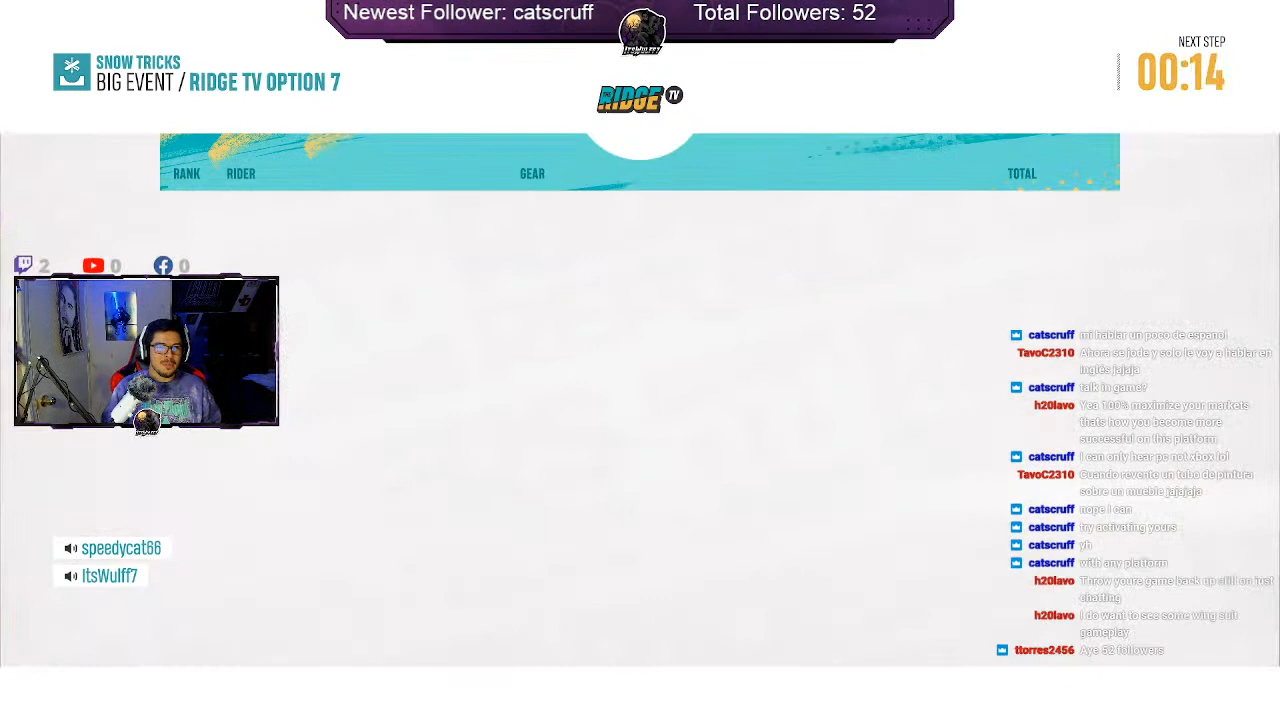 Newest Follower: catscruff Total Followers: 52
SNOW TRICKS
BIG EVENT / RIDGE TV OPTION 7
NEXT STEP
00:14
THE RIDGE TV
RANK RIDER GEAR TOTAL
2 0 0
catscruff mi hablar un poco de espanol
TavoC2310 Ahora se jode y solo le voy a hablar en
ingles jajaja
catscruff talk in game?
h20lavo Yea 100% maximize your markets
thats how you become more
successful on this platform
catscruff I can only hear pc not xbox lol
TavoC2310 Cuando revente un tubo de pintura
sobre un mueble jajajaja
catscruff nope I can
catscruff try activating yours
catscruff yh
catscruff with any platform
h20lavo Throw youre game back up still on just
chatting
h20lavo I do want to see some wing suit
gameplay
ttorres2456 Aye 52 followers
speedycat66
ItsWulff7